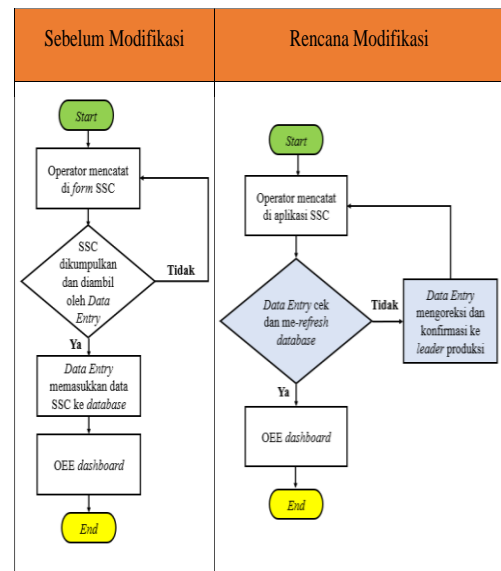 Sebelum Modifikasi
Start
Operator mencatat
di form SSC
SSC
dikumpulkan
dan diambil
oleh Data
Entry
Tidak
Ya
Data Entry
memasukkan data
SSC ke database
OEE dashboard
End
Rencana Modifikasi
Start
Operator mencatat
di aplikasi SSC
Data Entry cek
dan me-refresh
database
Tidak
Data Entry
mengoreksi dan
konfirmasi ke
leader produksi
Ya
OEE dashboard
End